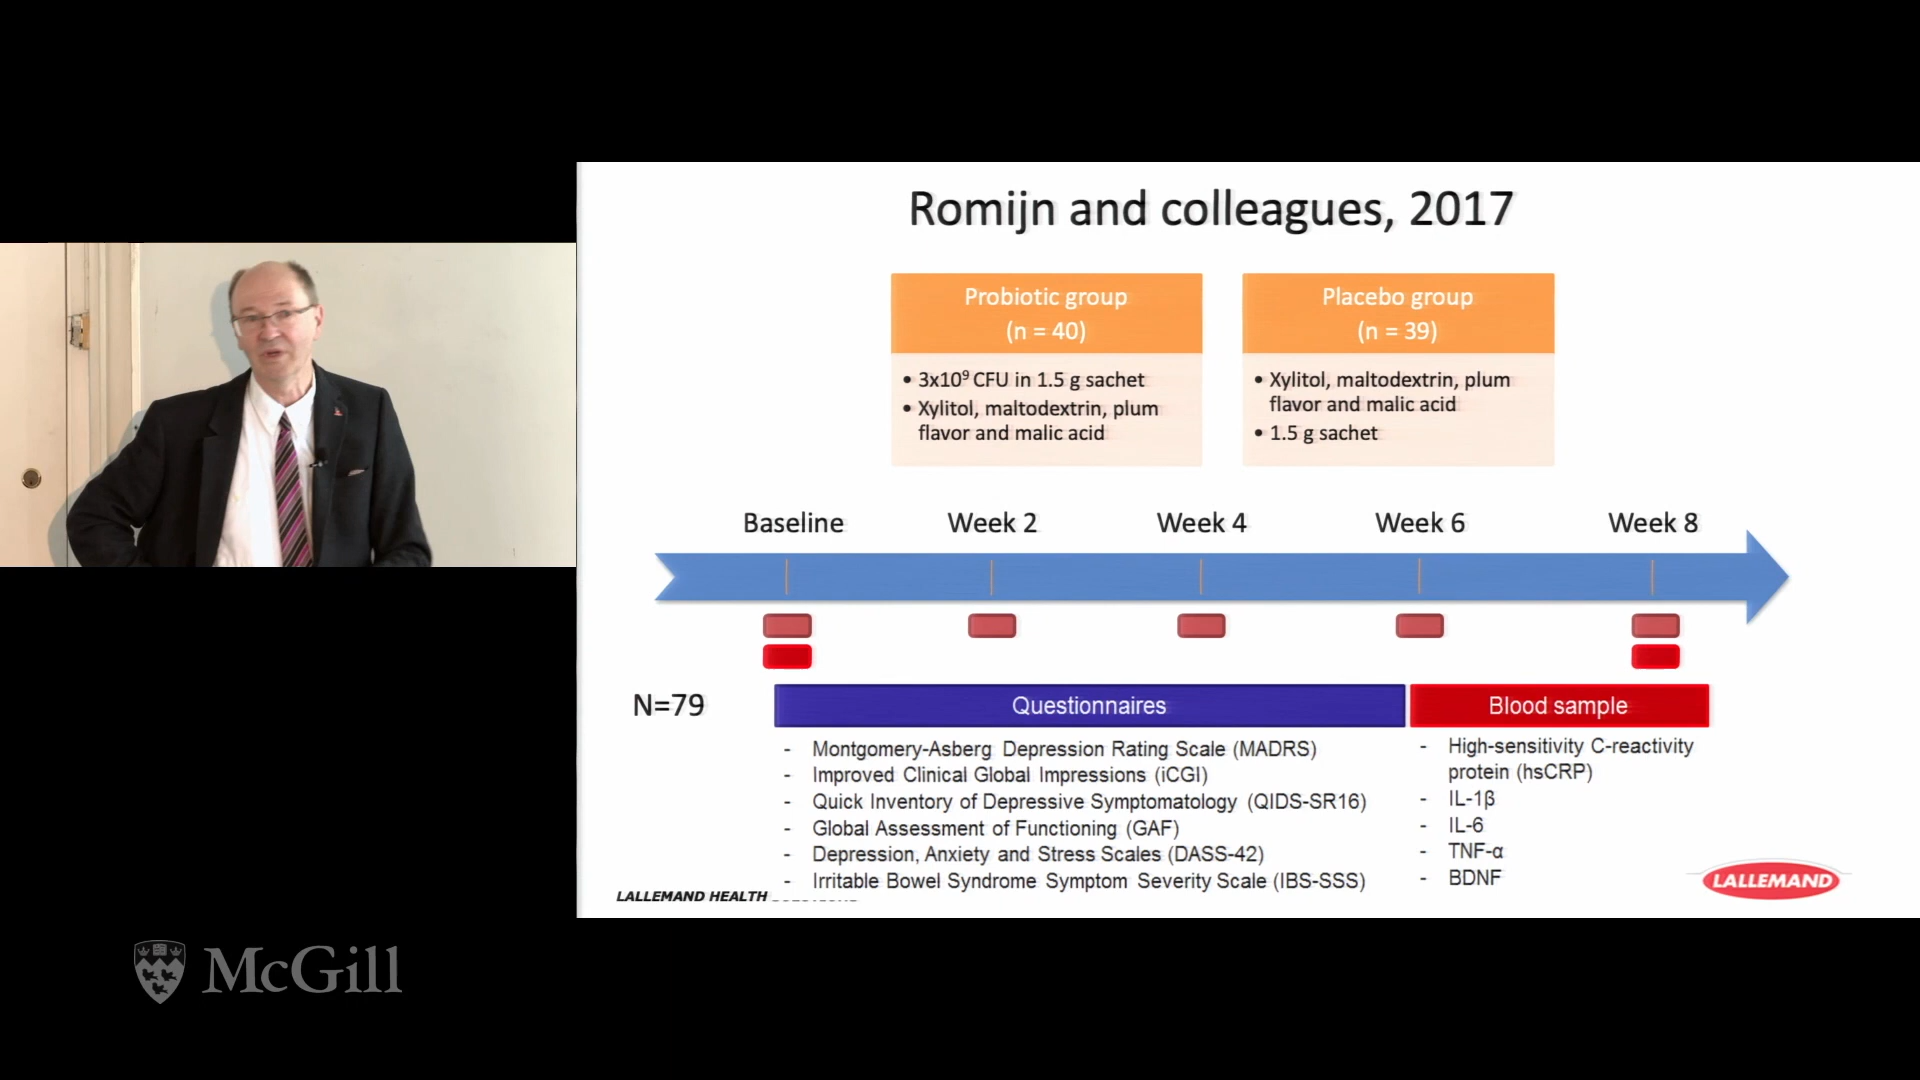 Romijn and colleagues, 2017
Probiotic group
(n = 40)
• 3x10⁹ CFU in 1.5 g sachet
• Xylitol, maltodextrin, plum
flavor and malic acid
Placebo group
(n = 39)
• Xylitol, maltodextrin, plum
flavor and malic acid
• 1.5 g sachet
Baseline
Week 2
Week 4
Week 6
Week 8
N=79
Questionnaires
- Montgomery-Asberg Depression Rating Scale (MADRS)
- Improved Clinical Global Impressions (iCGI)
- Quick Inventory of Depressive Symptomatology (QIDS-SR16)
- Global Assessment of Functioning (GAF)
- Depression, Anxiety and Stress Scales (DASS-42)
- Irritable Bowel Syndrome Symptom Severity Scale (IBS-SSS)
Blood sample
- High-sensitivity C-reactivity
protein (hsCRP)
- IL-1β
- IL-6
- TNF-α
- BDNF
LALLEMAND HEALTH
LALLEMAND
McGill